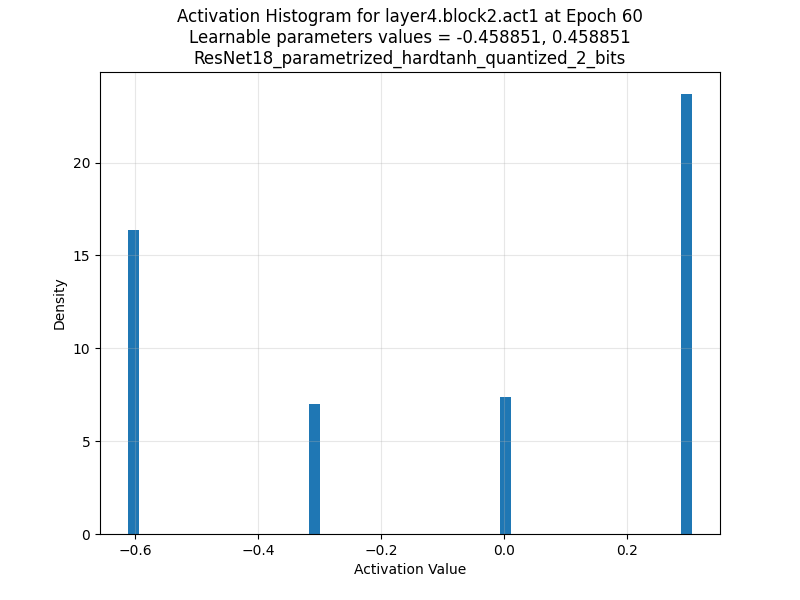 Activation Histogram for layer4.block2.act1 at Epoch 60
Learnable parameters values = -0.458851, 0.458851
ResNet18_parametrized_hardtanh_quantized_2_bits
20
15
10
5
0
Density
−0.6
−0.4
−0.2
0.0
0.2
Activation Value